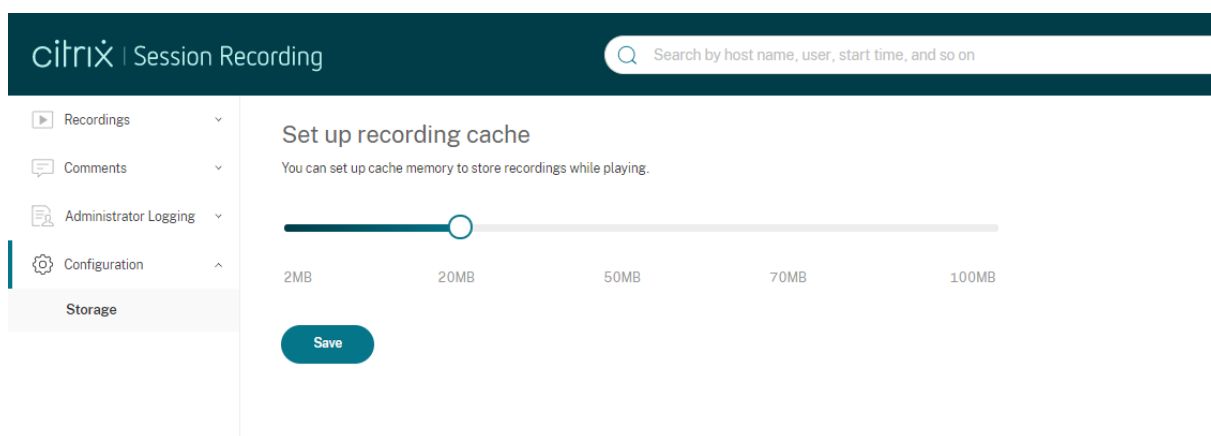 citrix | Session Recording
Search by host name, user, start time, and so on
Recordings
Comments
Administrator Logging
Configuration
Storage
Set up recording cache
You can set up cache memory to store recordings while playing.
2MB 20MB 50MB 70MB 100MB
Save